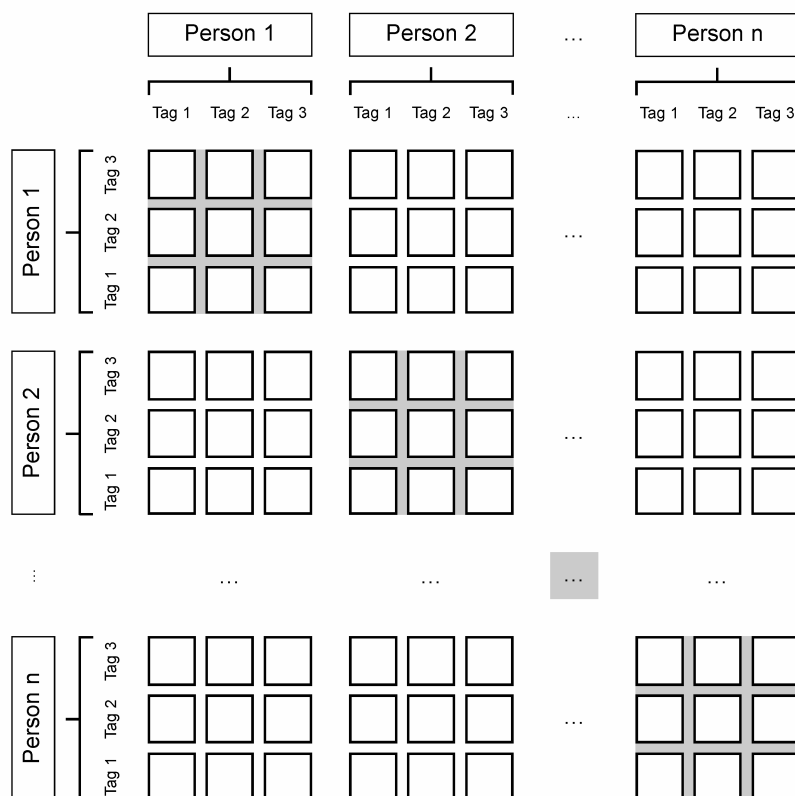 Person 1 Person 2 ... Person n
Tag 1 Tag 2 Tag 3 Tag 1 Tag 2 Tag 3 ... Tag 1 Tag 2 Tag 3
Person 1
Tag 3
Tag 2 ...
Tag 1
Person 2
Tag 3
Tag 2 ...
Tag 1
... ... ... ... ...
Person n
Tag 3
Tag 2 ...
Tag 1